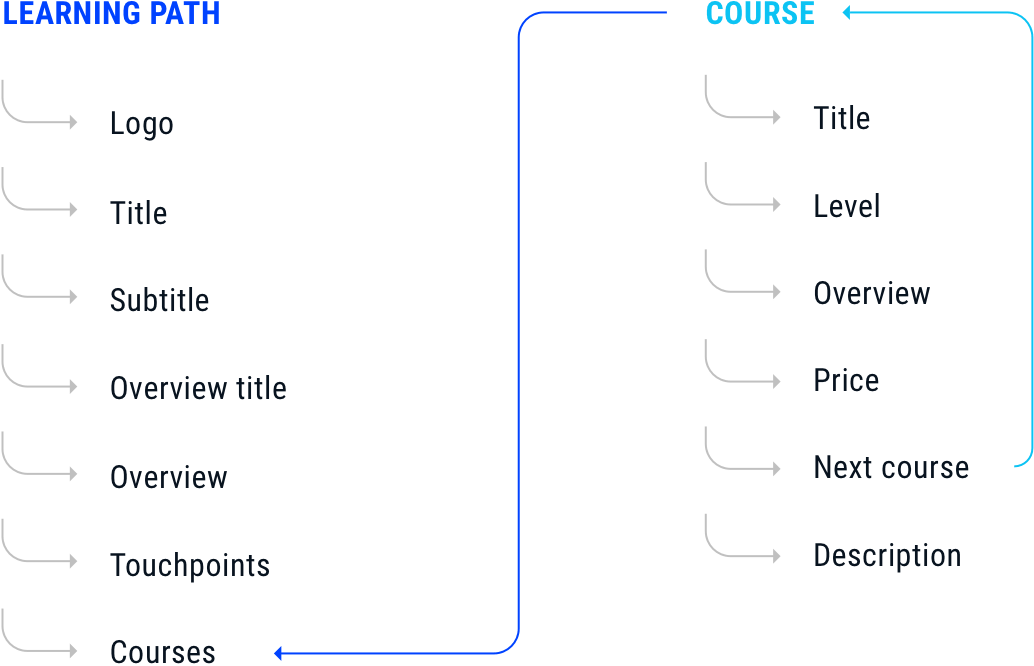 LEARNING PATH
Logo
Title
Subtitle
Overview title
Overview
Touchpoints
Courses
COURSE
Title
Level
Overview
Price
Next course
Description